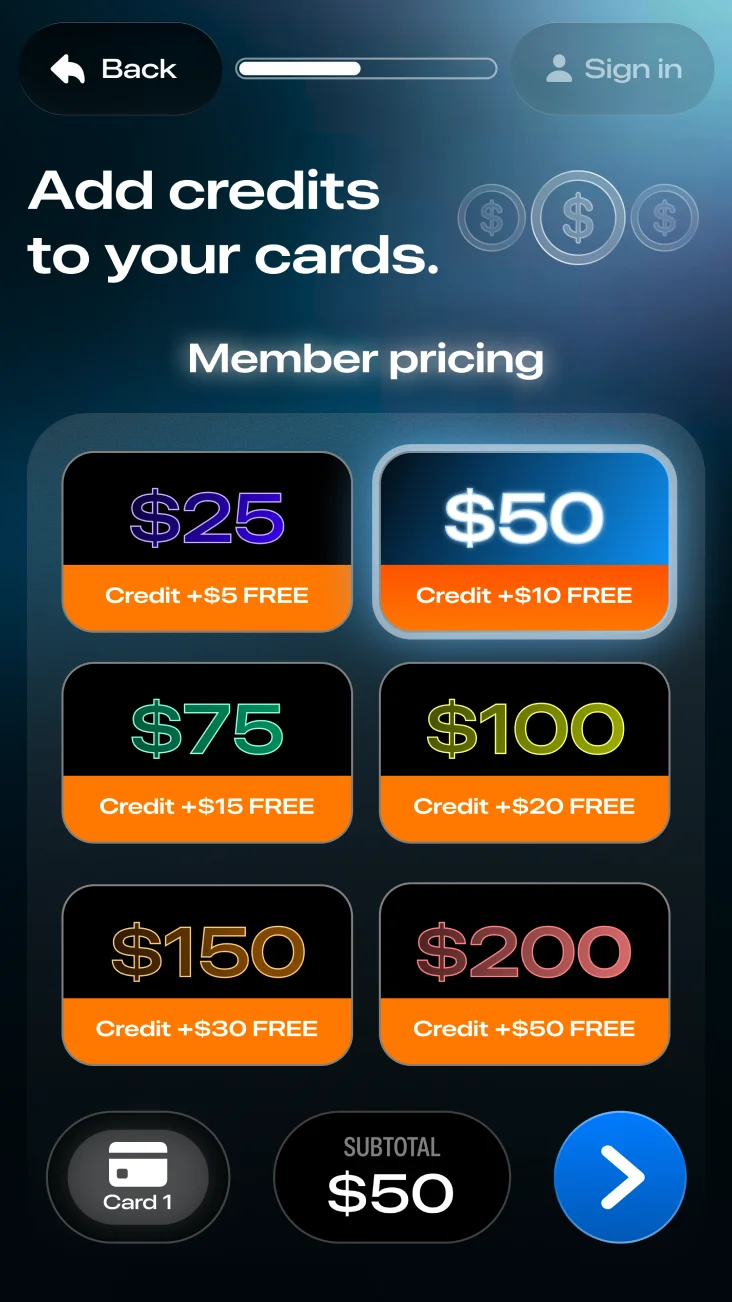 Back
Sign in
Add credits
to your cards.
Member pricing
$25
Credit +$5 FREE
$50
Credit +$10 FREE
$75
Credit +$15 FREE
$100
Credit +$20 FREE
$150
Credit +$30 FREE
$200
Credit +$50 FREE
Card 1
SUBTOTAL
$50